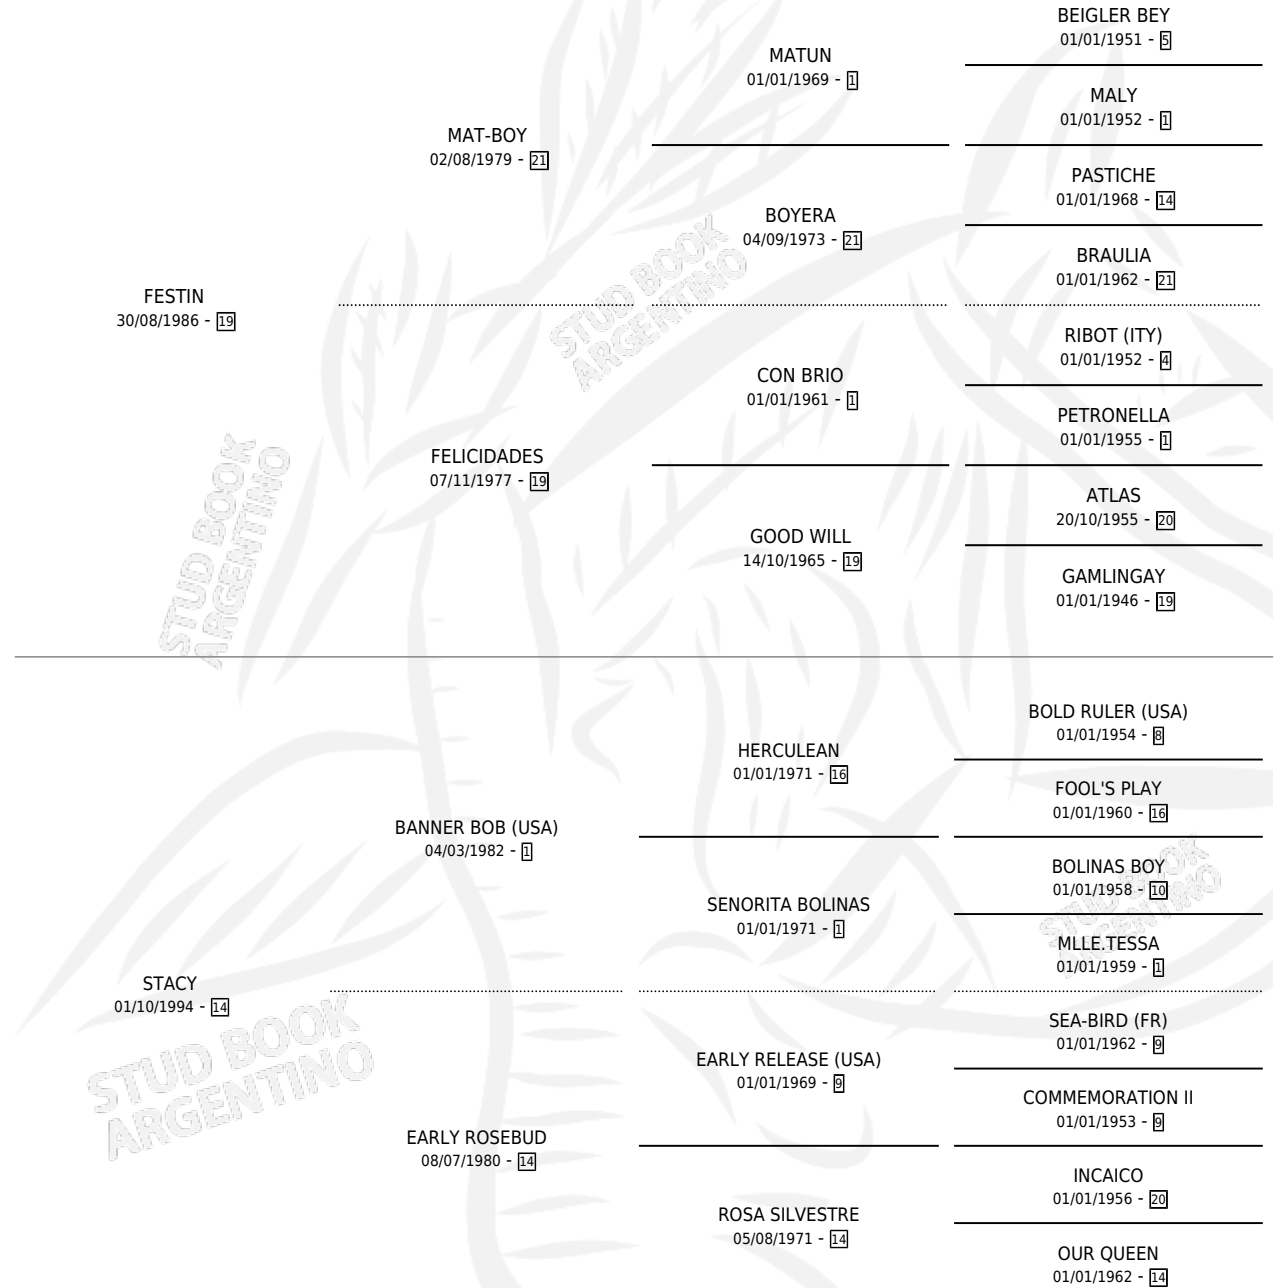 BEIGLER BEY
01/01/1951 - 5
MATUN
01/01/1969 - 1
MALY
01/01/1952 - 1
MAT-BOY
02/08/1979 - 21
PASTICHE
01/01/1968 - 14
BOYERA
04/09/1973 - 21
BRAULIA
01/01/1962 - 21
FESTIN
30/08/1986 - 19
STUD BOOK
ARGENTINO
RIBOT (ITY)
01/01/1952 - 4
CON BRIO
01/01/1961 - 1
PETRONELLA
01/01/1955 - 1
FELICIDADES
07/11/1977 - 19
ATLAS
20/10/1955 - 20
GOOD WILL
14/10/1965 - 19
GAMLINGAY
01/01/1946 - 19
STUD BOOK
ARGENTINO
BOLD RULER (USA)
01/01/1954 - 8
HERCULEAN
01/01/1971 - 16
FOOL'S PLAY
01/01/1960 - 16
BANNER BOB (USA)
04/03/1982 - 1
BOLINAS BOY
01/01/1958 - 10
SENORITA BOLINAS
01/01/1971 - 1
STUD BOOK
ARGENTINO
MLLE.TESSA
01/01/1959 - 1
STACY
01/10/1994 - 14
SEA-BIRD (FR)
01/01/1962 - 9
EARLY RELEASE (USA)
01/01/1969 - 9
STUD BOOK
ARGENTINO
COMMEMORATION II
01/01/1953 - 9
EARLY ROSEBUD
08/07/1980 - 14
INCAICO
01/01/1956 - 20
ROSA SILVESTRE
05/08/1971 - 14
OUR QUEEN
01/01/1962 - 14